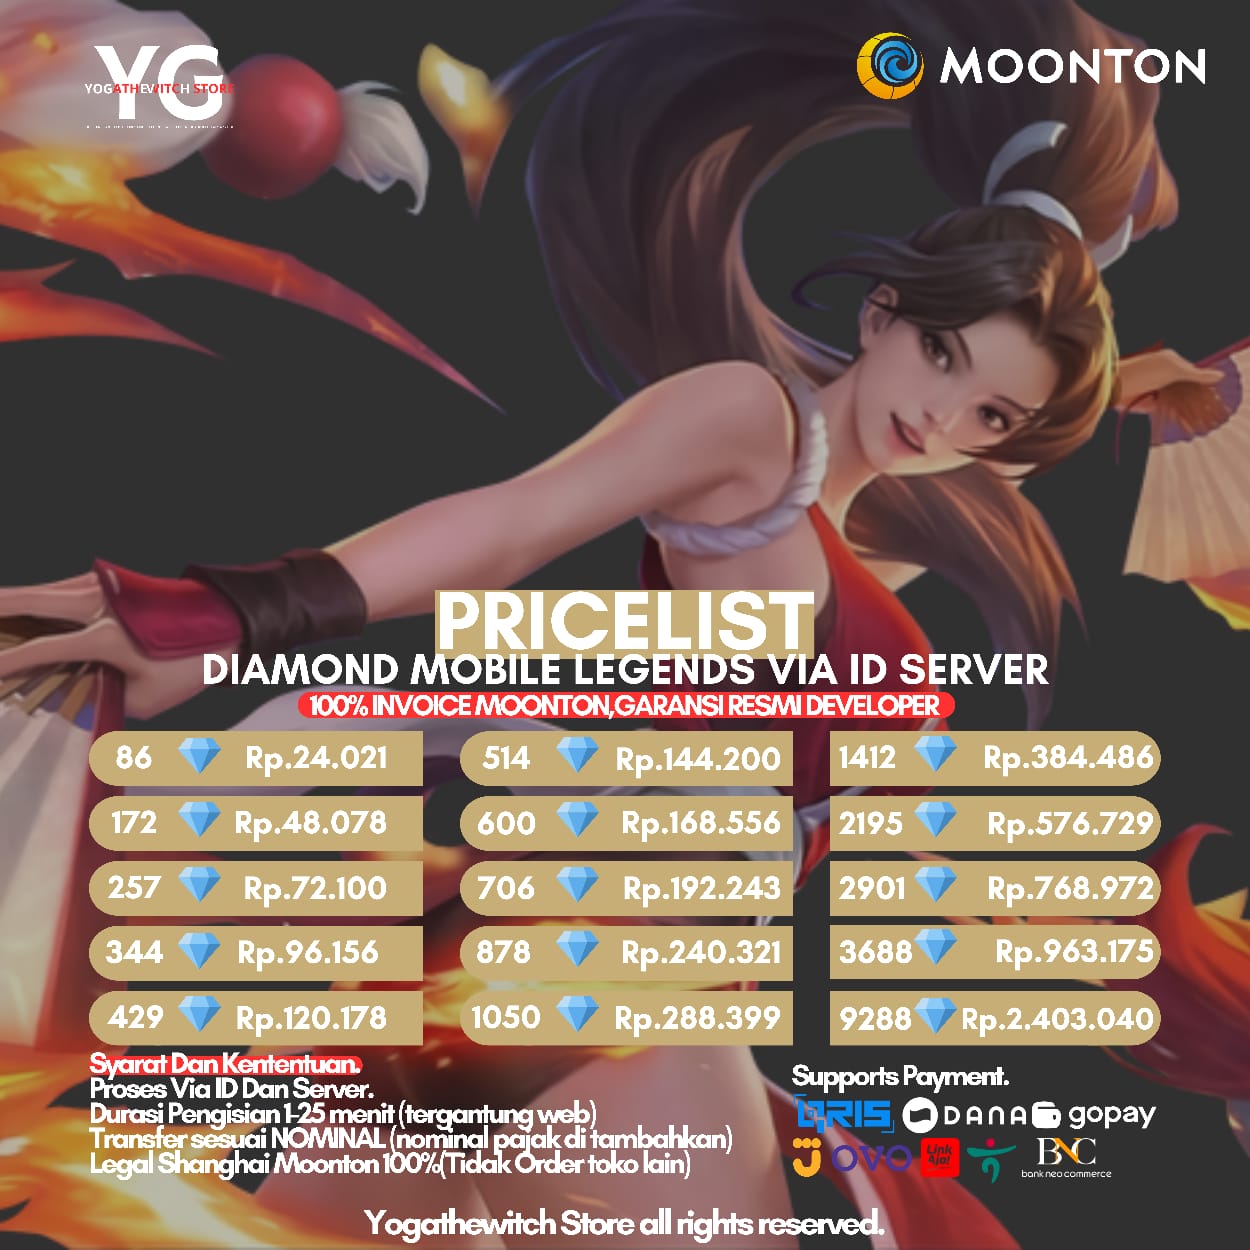 YG
YOGATHEWITCH STORE
MOONTON
PRICELIST
DIAMOND MOBILE LEGENDS VIA ID SERVER
100% INVOICE MOONTON,GARANSI RESMI DEVELOPER
86 Rp.24.021
172 Rp.48.078
257 Rp.72.100
344 Rp.96.156
429 Rp.120.178
514 Rp.144.200
600 Rp.168.556
706 Rp.192.243
878 Rp.240.321
1050 Rp.288.399
1412 Rp.384.486
2195 Rp.576.729
2901 Rp.768.972
3688 Rp.963.175
9288 Rp.2.403.040
Syarat Dan Kententuan.
Proses Via ID Dan Server.
Durasi Pengisian 1-25 menit (tergantung web)
Transfer sesuai NOMINAL (nominal pajak di tambahkan)
Legal Shanghai Moonton 100%(Tidak Order toko lain)
Supports Payment.
QRIS DANA gopay
OVO Link Aja! BNC
bank neo commerce
Yogathewitch Store all rights reserved.